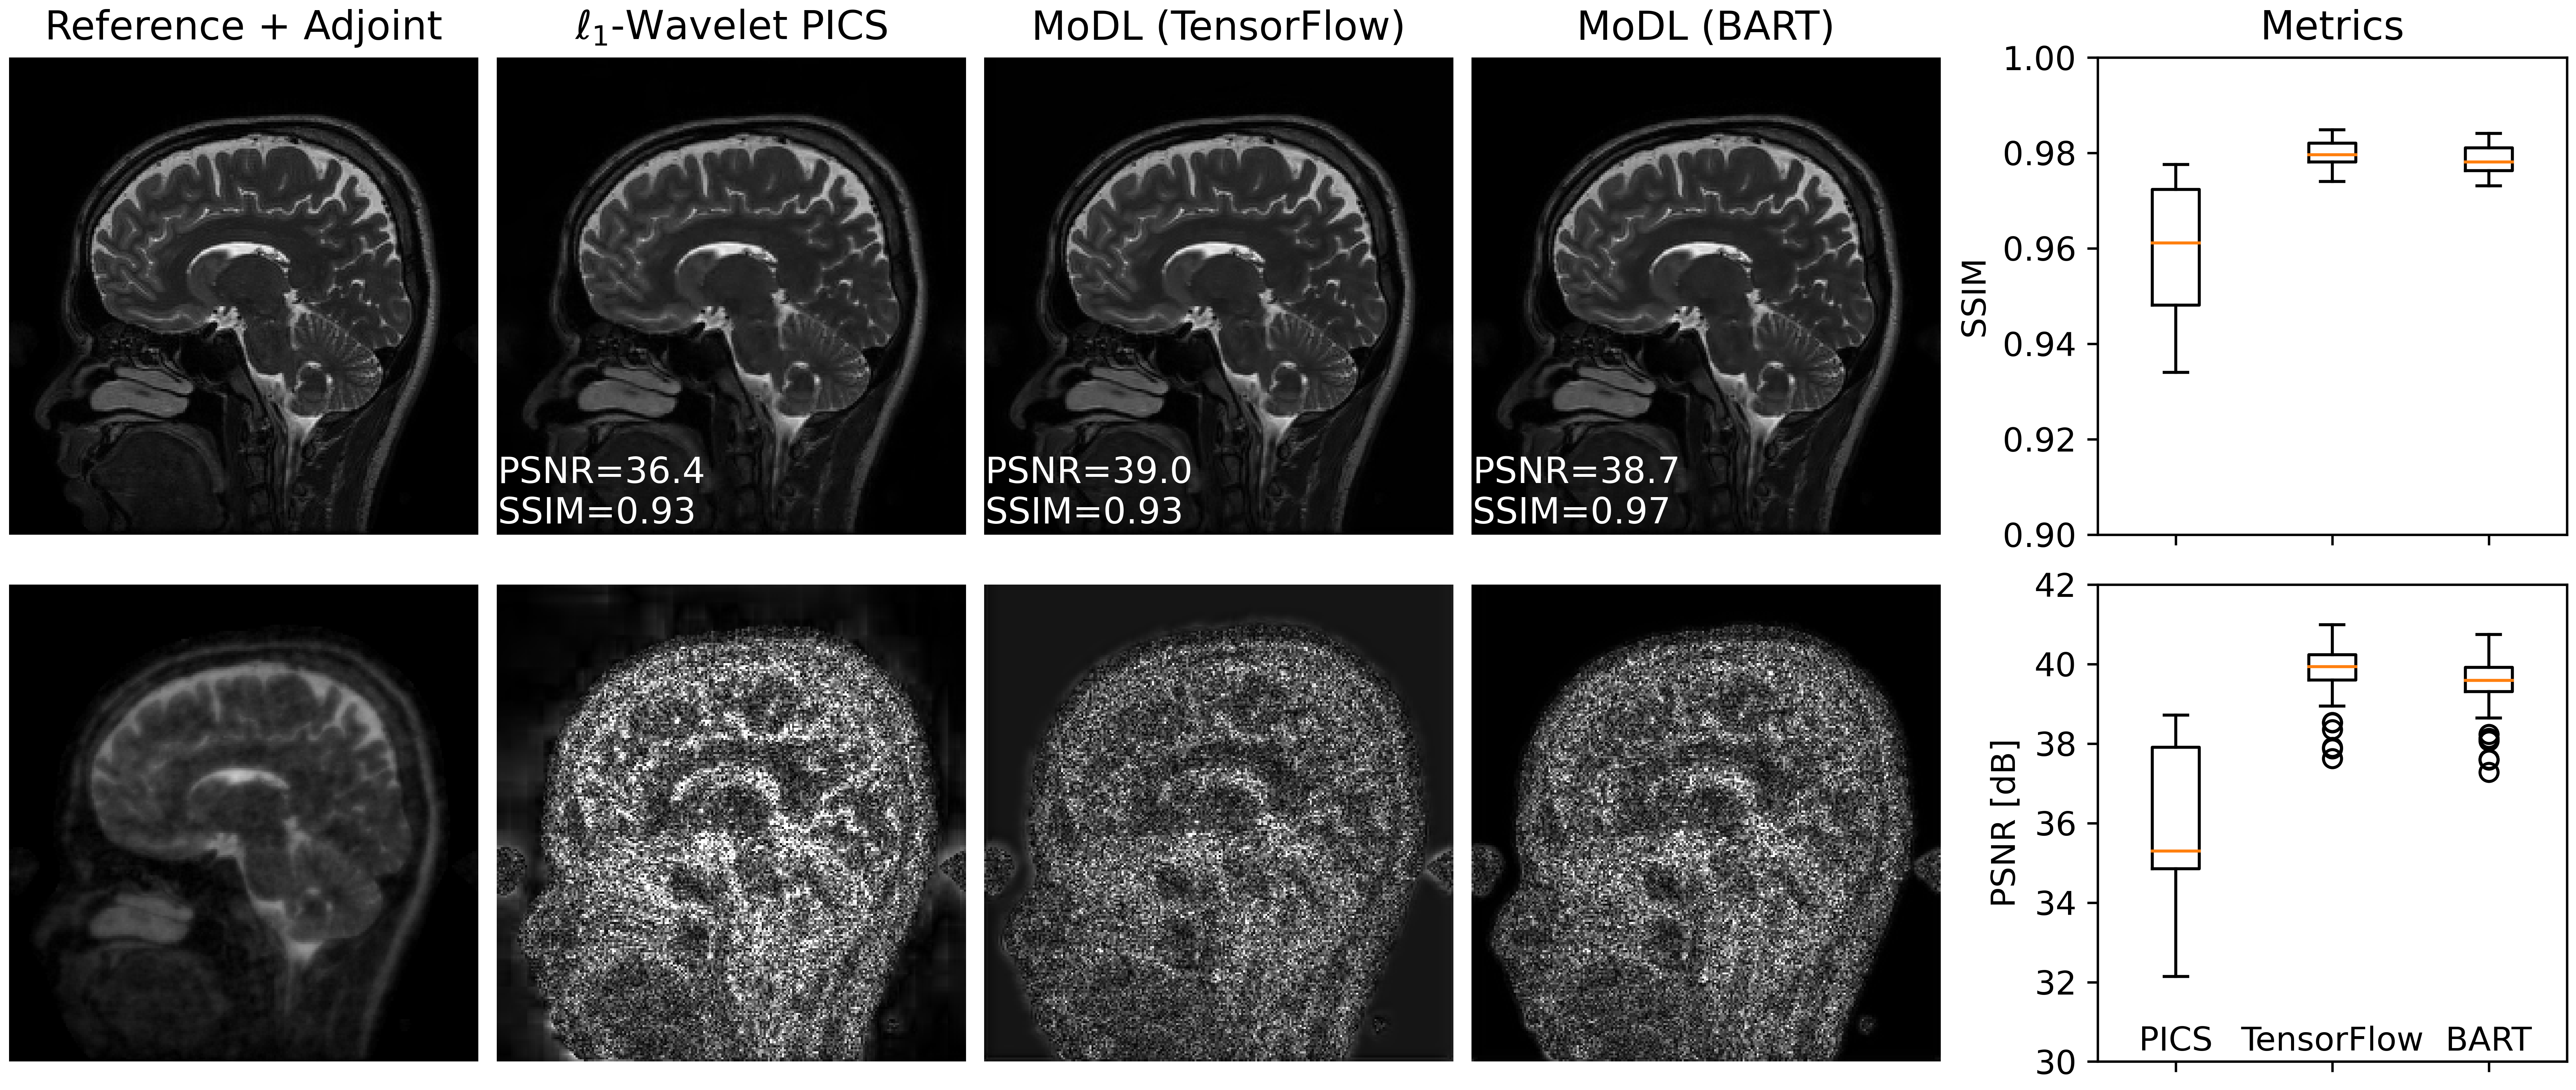 Reference + Adjoint
ℓ1-Wavelet PICS
MoDL (TensorFlow)
MoDL (BART)
Metrics
PSNR=36.4
SSIM=0.93
PSNR=39.0
SSIM=0.93
PSNR=38.7
SSIM=0.97
SSIM
1.00
0.98
0.96
0.94
0.92
0.90
PSNR [dB]
42
40
38
36
34
32
30
PICS
TensorFlow
BART